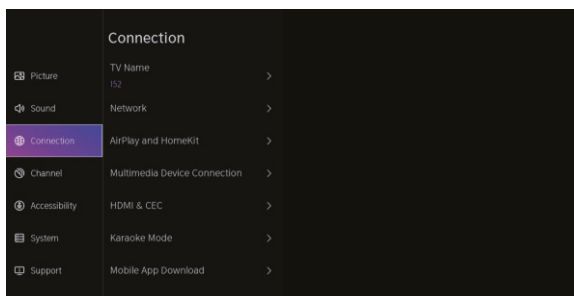 Connection
Picture
Sound
Connection
Channel
Accessibility
System
Support
TV Name
152
Network
AirPlay and HomeKit
Multimedia Device Connection
HDMI & CEC
Karaoke Mode
Mobile App Download